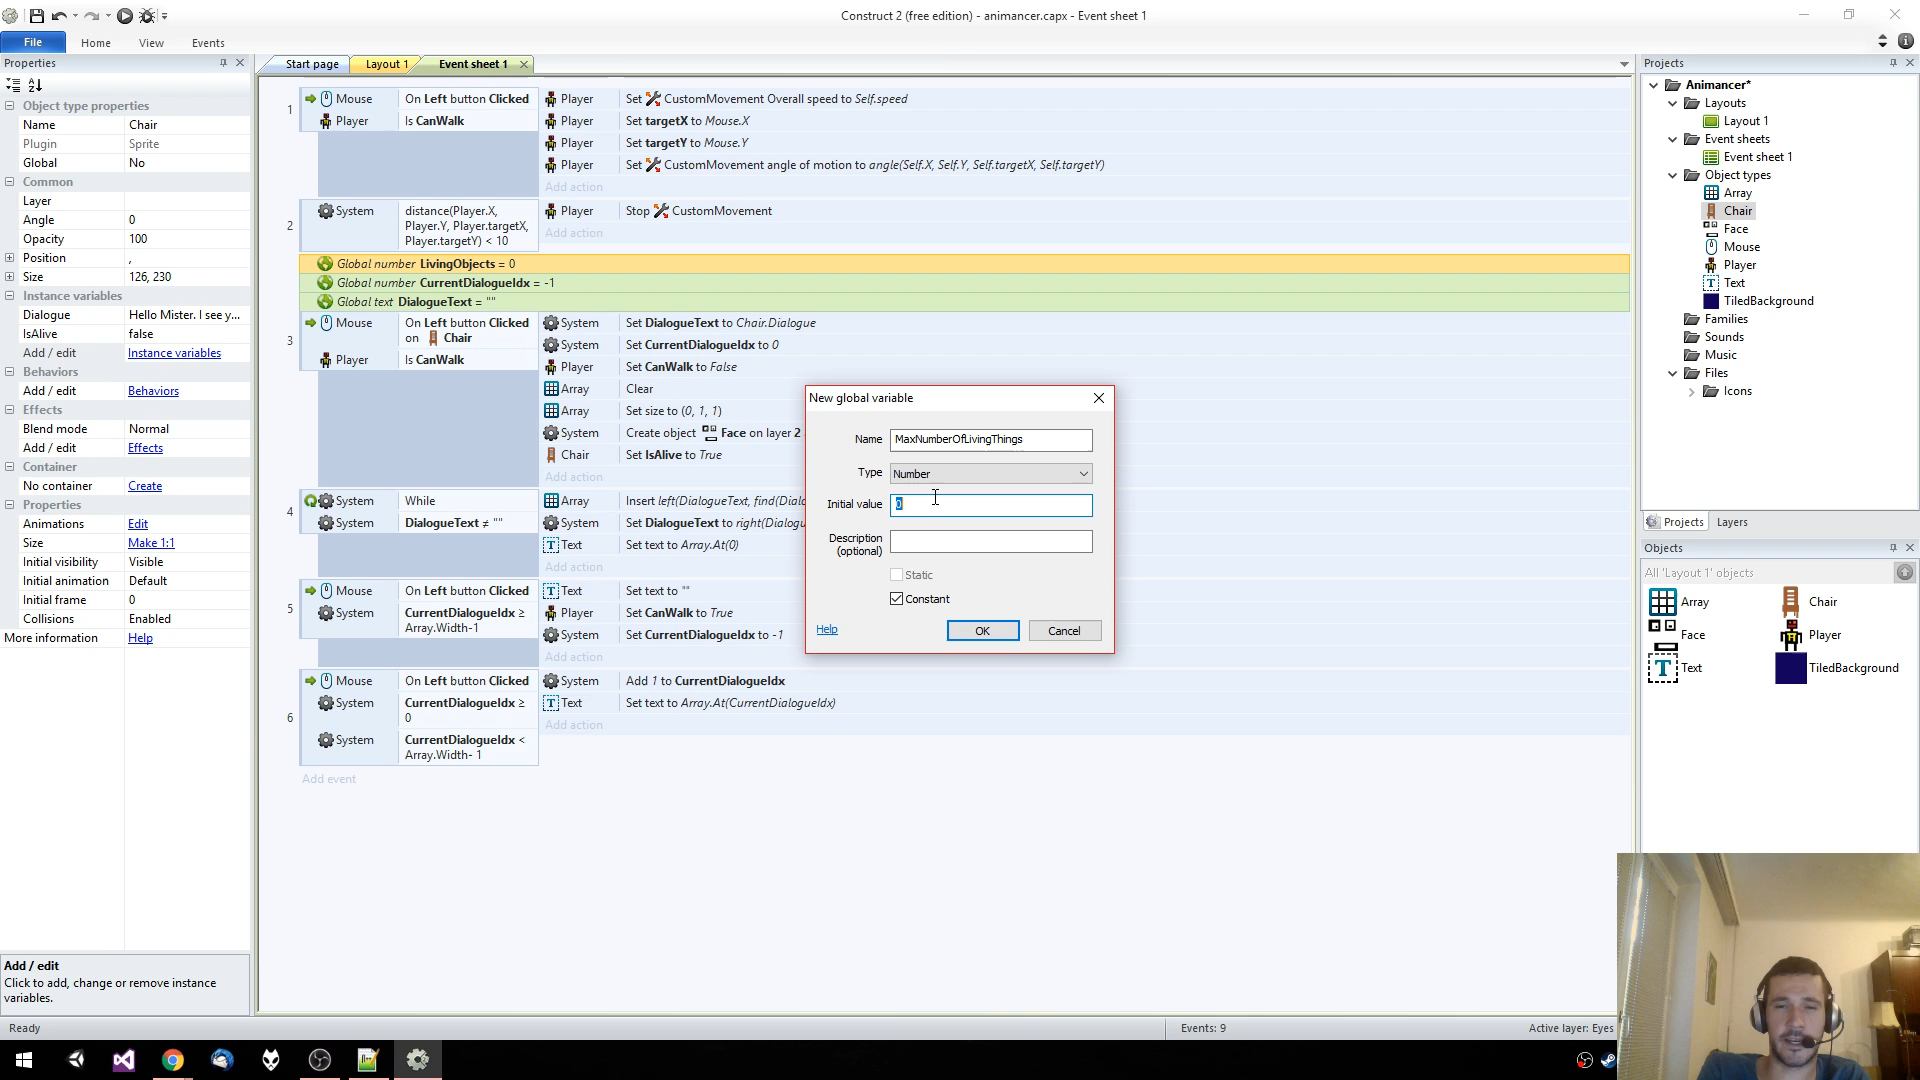 Construct 2 (free edition) - animancer.capx - Event sheet 1
File
Home
View
Events
Properties
Object type properties
Name Chair
Plugin Sprite
Global No
Common
Layer
Angle 0
Opacity 100
Position ,
Size 126, 230
Instance variables
Dialogue Hello Mister. I see y...
IsAlive false
Add / edit Instance variables
Behaviors
Add / edit Behaviors
Effects
Blend mode Normal
Add / edit Effects
Container
No container Create
Properties
Animations Edit
Size Make 1:1
Initial visibility Visible
Initial animation Default
Initial frame 0
Collisions Enabled
More information Help
Add / edit
Click to add, change or remove instance
variables.
Ready
Start page
Layout 1
Event sheet 1
1
Mouse On Left button Clicked
Player Is CanWalk
Player Set CustomMovement Overall speed to Self.speed
Player Set targetX to Mouse.X
Player Set targetY to Mouse.Y
Player Set CustomMovement angle of motion to angle(Self.X, Self.Y, Self.targetX, Self.targetY)
Add action
2
System distance(Player.X,
Player.Y, Player.targetX,
Player.targetY) < 10
Player Stop CustomMovement
Add action
Global number LivingObjects = 0
Global number CurrentDialogueIdx = -1
Global text DialogueText = ""
3
Mouse On Left button Clicked
on Chair
Player Is CanWalk
System Set DialogueText to Chair.Dialogue
System Set CurrentDialogueIdx to 0
Player Set CanWalk to False
Array Clear
Array Set size to (0, 1, 1)
System Create object Face on layer 2
Chair Set IsAlive to True
Add action
4
System While
System DialogueText ≠ ""
Array Insert left(DialogueText, find(Dialo
System Set DialogueText to right(Dialogu
Text Set text to Array.At(0)
Add action
5
Mouse On Left button Clicked
System CurrentDialogueIdx ≥
Array.Width-1
Text Set text to ""
Player Set CanWalk to True
System Set CurrentDialogueIdx to -1
Add action
6
Mouse On Left button Clicked
System CurrentDialogueIdx ≥
0
System CurrentDialogueIdx <
Array.Width- 1
System Add 1 to CurrentDialogueIdx
Text Set text to Array.At(CurrentDialogueIdx)
Add action
Add event
New global variable
Name MaxNumberOfLivingThings
Type Number
Initial value 0
Description
(optional)
Static
Constant
Help
OK
Cancel
Events: 9
Active layer: Eyes
Projects
Animancer*
Layouts
Layout 1
Event sheets
Event sheet 1
Object types
Array
Chair
Face
Mouse
Player
Text
TiledBackground
Families
Sounds
Music
Files
Icons
Projects
Layers
Objects
All 'Layout 1' objects
Array
Chair
Face
Player
Text
TiledBackground